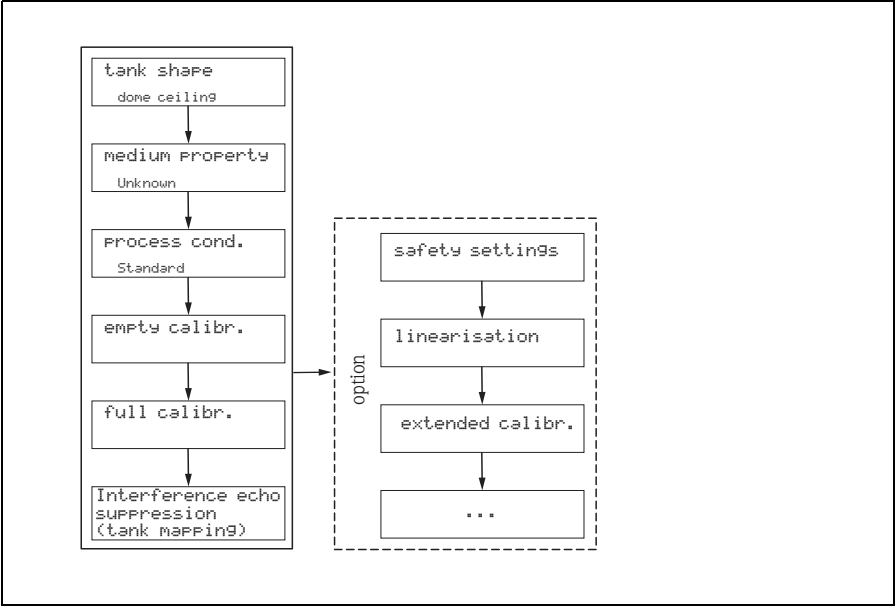 tank shape
dome ceiling
medium property
Unknown
process cond.
Standard
empty calibr.
full calibr.
Interference echo
suppression
(tank mapping)
option
safety settings
linearisation
extended calibr.
...